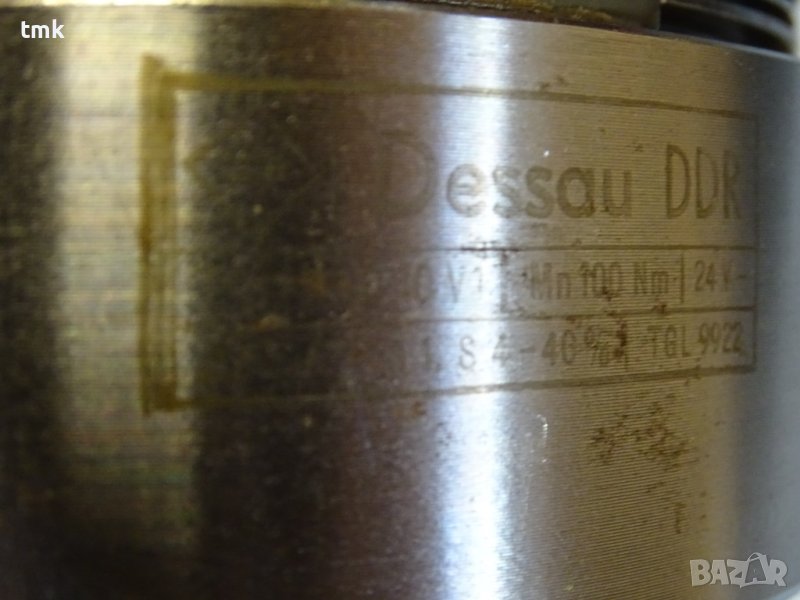 tmk
Dessau DDR
Mn 100 Nm | 24 V-
S 4-40% TGL 9922
BAZAR